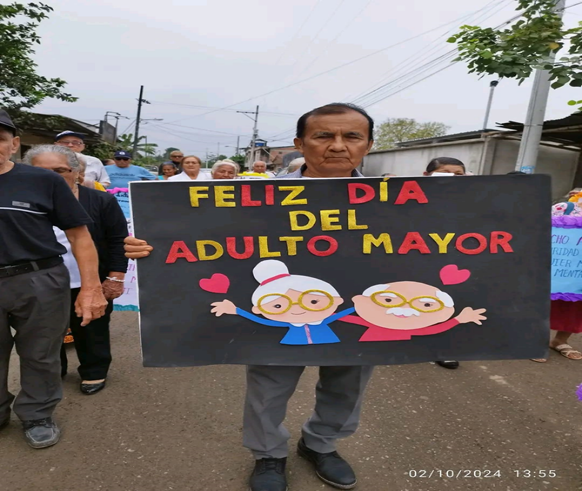 FELIZ DÍA
DEL
ADULTO MAYOR
02/10/2024 13:55